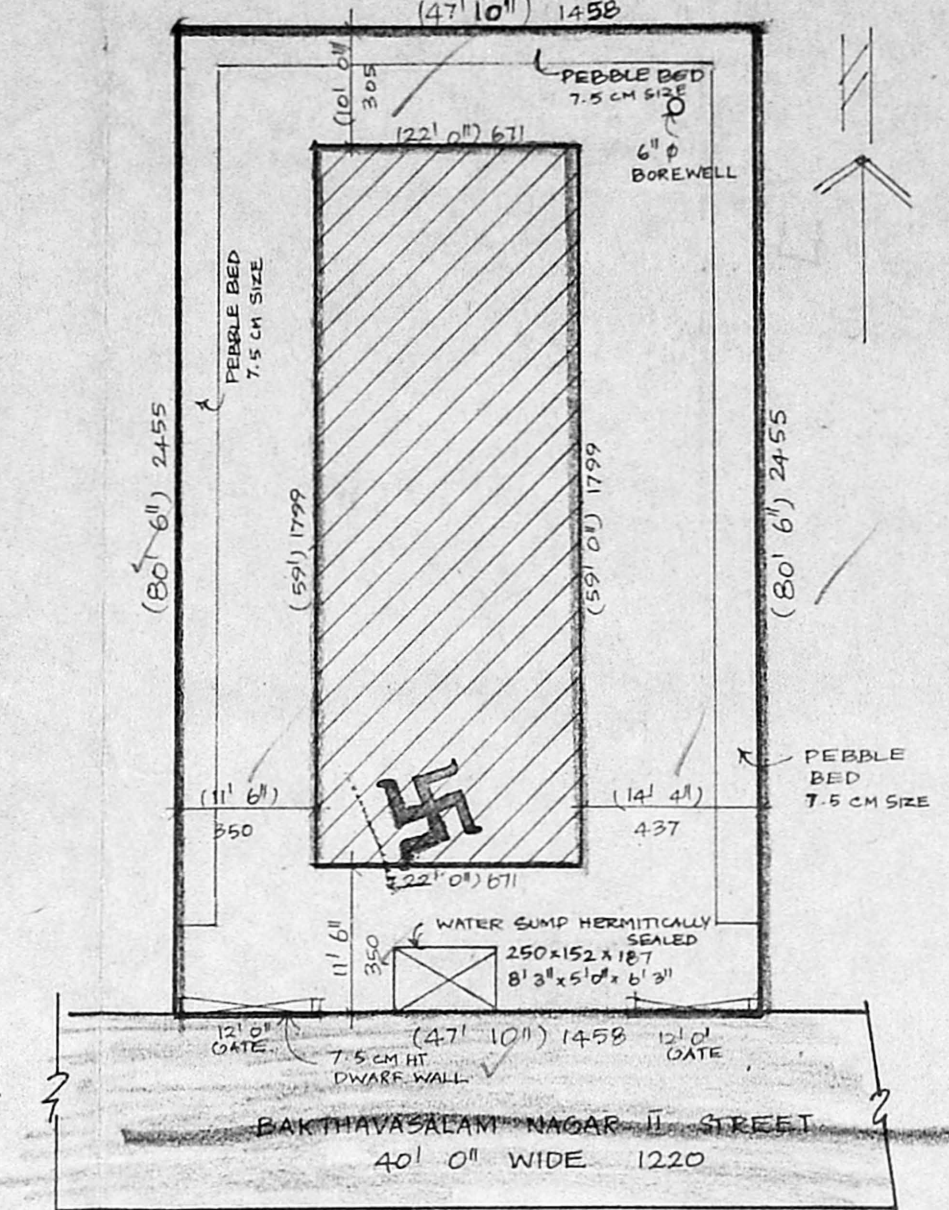 (47' 10") 1458
(10' 0")
305
PEBBLE BED
7.5 CM SIZE
(22' 0") 671
6" ϕ
BOREWELL
PEBBLE BED
7.5 CM SIZE
(80' 6") 2455
(59') 1799
(59' 0") 1799
(80' 6") 2455
PEBBLE
BED
7.5 CM SIZE
(11' 6")
350
(14' 4")
437
(22' 0") 671
11' 6"
350
WATER SUMP HERMITICALLY
SEALED
250x152x187
8' 3" x 5' 0" x 6' 3"
12' 0"
GATE
(47' 10") 1458
12' 0'
GATE
7.5 CM HT
DWARF WALL
BAKTHAVASALAM NAGAR II STREET
40' 0" WIDE 1220